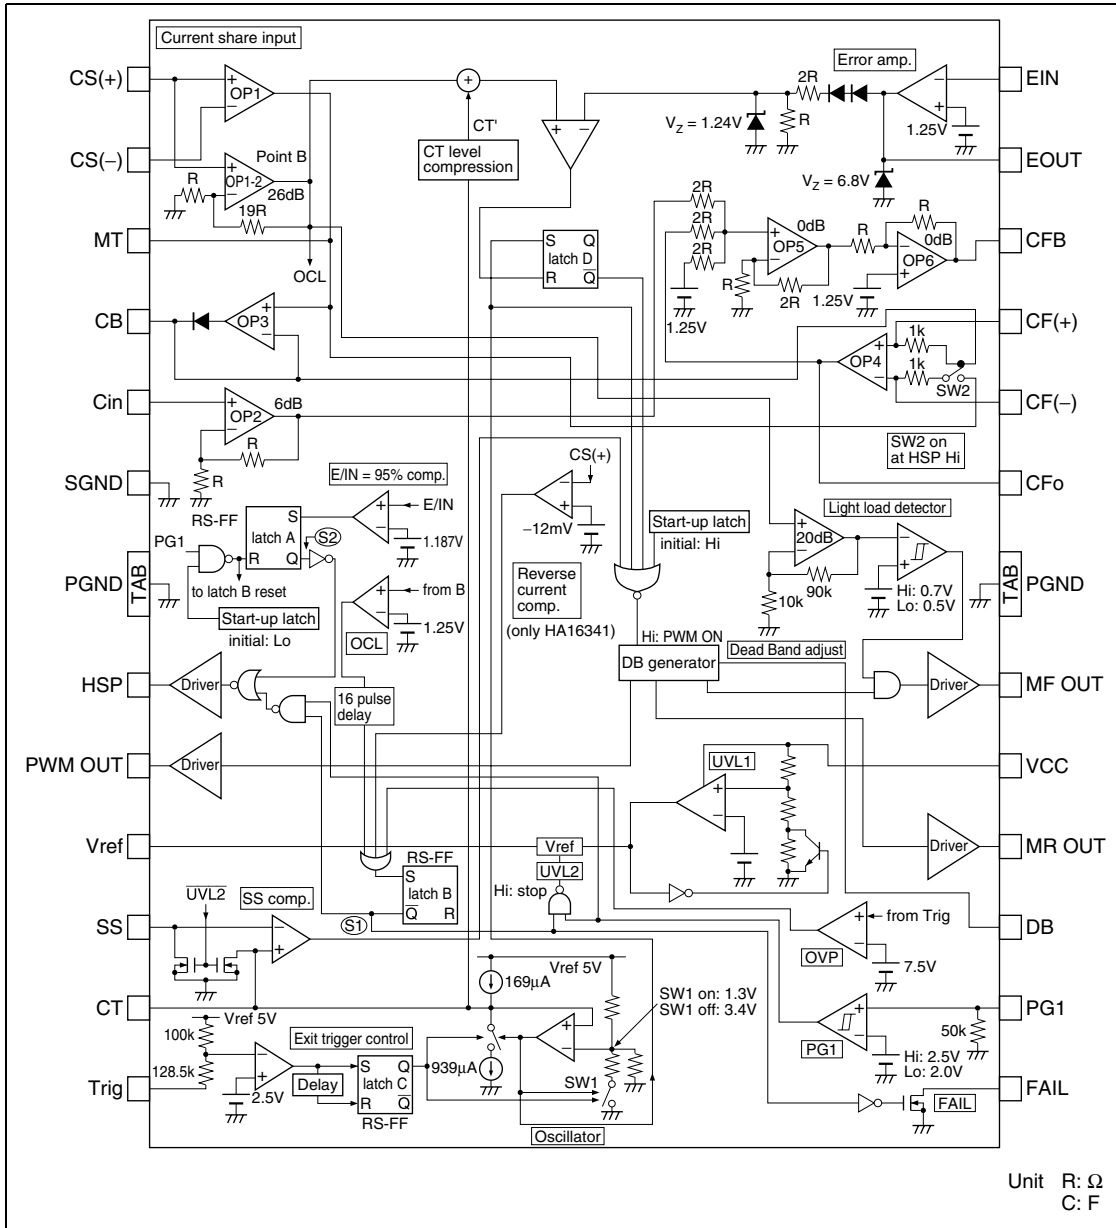 Current share input
CS(+)
CS(−)
MT
CB
Cin
SGND
PGND
TAB
HSP
PWM OUT
Vref
SS
CT
Trig
EIN
EOUT
CFB
CF(+)
CF(−)
CFo
PGND
TAB
MF OUT
VCC
MR OUT
DB
PG1
FAIL
OP1
Point B
OP1-2
26dB
R
19R
OCL
CT'
CT level
compression
Error amp.
2R
R
VZ = 1.24V
1.25V
VZ = 6.8V
2R
2R
2R
0dB
OP5
R
2R
1.25V
R
R
0dB
OP6
1.25V
S Q
latch D
R Q̅
OP3
OP4
1k
1k
SW2
SW2 on
at HSP Hi
6dB
OP2
R
R
E/IN = 95% comp.
E/IN
1.187V
RS-FF
S
latch A
R Q
S2
PG1
to latch B reset
Start-up latch
initial: Lo
from B
1.25V
OCL
CS(+)
−12mV
Reverse
current
comp.
(only HA16341)
Start-up latch
initial: Hi
20dB
90k
10k
Light load detector
Hi: 0.7V
Lo: 0.5V
Hi: PWM ON
DB generator
Dead Band adjust
Driver
Driver
Driver
Driver
16 pulse
delay
UVL1
Vref
UVL2
Hi: stop
RS-FF
S
latch B
Q̅ R
S1
U̅V̅L̅2̅
SS comp.
from Trig
OVP
7.5V
Vref 5V
169µA
SW1 on: 1.3V
SW1 off: 3.4V
939µA
SW1
Oscillator
Vref 5V
100k
128.5k
2.5V
Exit trigger control
Delay
S Q
latch C
R Q̅
RS-FF
PG1
50k
Hi: 2.5V
Lo: 2.0V
FAIL
Unit R: Ω
C: F